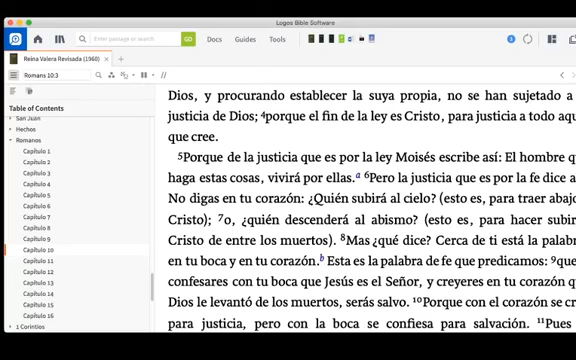 Logos Bible Software
Enter passage or search
GO
Docs
Guides
Tools
Reina Valera Revisada (1960)
Romans 10:3
Table of Contents
San Juan
Hechos
Romanos
Capítulo 1
Capítulo 2
Capítulo 3
Capítulo 4
Capítulo 5
Capítulo 6
Capítulo 7
Capítulo 8
Capítulo 9
Capítulo 10
Capítulo 11
Capítulo 12
Capítulo 13
Capítulo 14
Capítulo 15
Capítulo 16
1 Corintios
Dios, y procurando establecer la suya propia, no se han sujetado a
justicia de Dios; 4porque el fin de la ley es Cristo, para justicia a todo aqu
que cree.
5Porque de la justicia que es por la ley Moisés escribe así: El hombre q
haga estas cosas, vivirá por ellas.a 6Pero la justicia que es por la fe dice a
No digas en tu corazón: ¿Quién subirá al cielo? (esto es, para traer abajo
Cristo); 7o, ¿quién descenderá al abismo? (esto es, para hacer subir
Cristo de entre los muertos). 8Mas ¿qué dice? Cerca de ti está la palabra
en tu boca y en tu corazón.b Esta es la palabra de fe que predicamos: 9que
confesares con tu boca que Jesús es el Señor, y creyeres en tu corazón
Dios le levantó de los muertos, serás salvo. 10Porque con el corazón se cr
para justicia, pero con la boca se confiesa para salvación. 11Pues